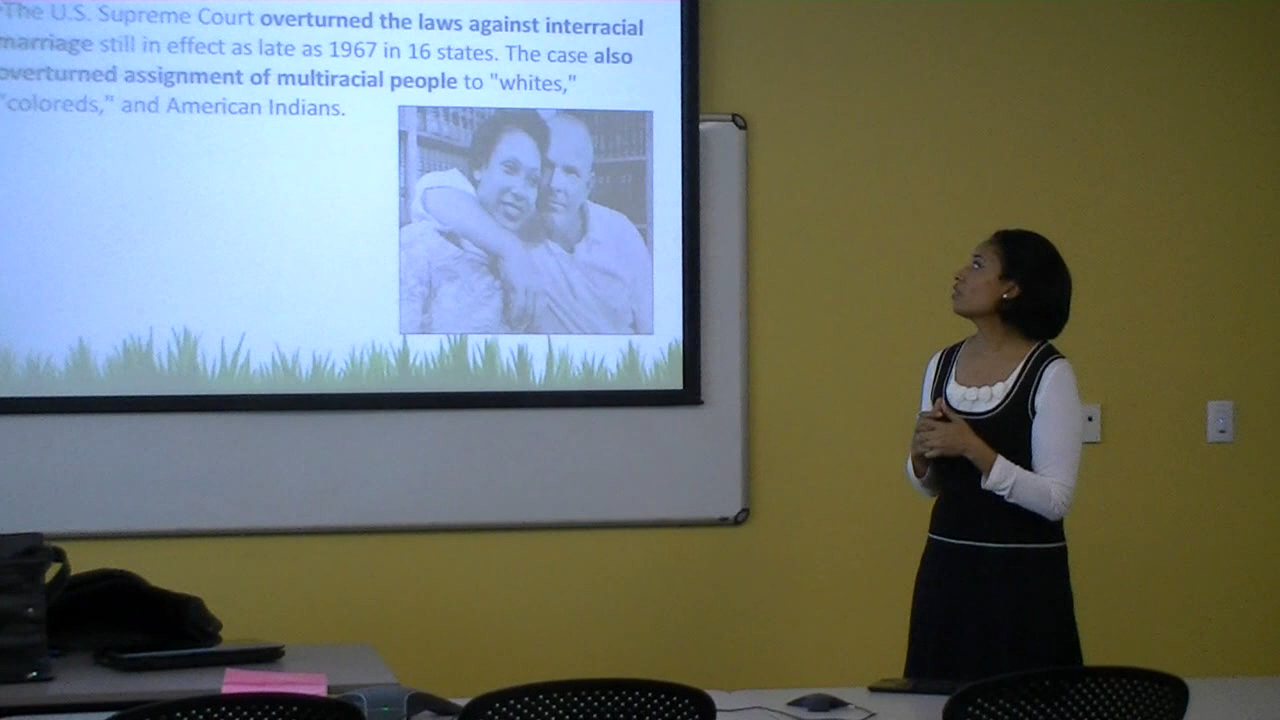 The U.S. Supreme Court overturned the laws against interracial
marriage still in effect as late as 1967 in 16 states. The case also
overturned assignment of multiracial people to "whites,"
"coloreds," and American Indians.